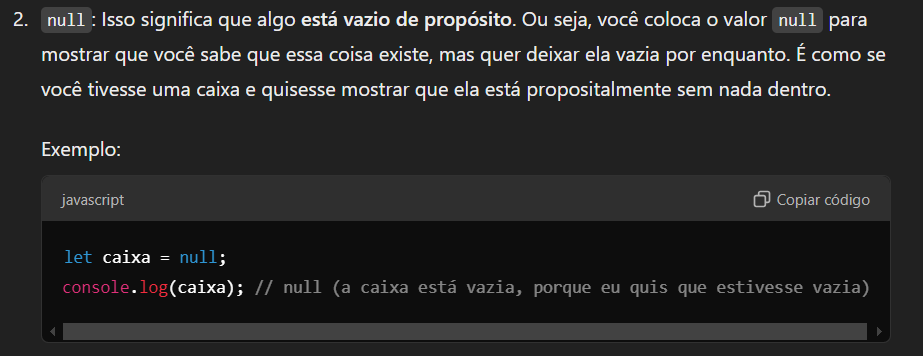 2. null: Isso significa que algo está vazio de propósito. Ou seja, você coloca o valor null para
mostrar que você sabe que essa coisa existe, mas quer deixar ela vazia por enquanto. É como se
você tivesse uma caixa e quisesse mostrar que ela está propositalmente sem nada dentro.
Exemplo:
javascript Copiar código
let caixa = null;
console.log(caixa); // null (a caixa está vazia, porque eu quis que estivesse vazia)